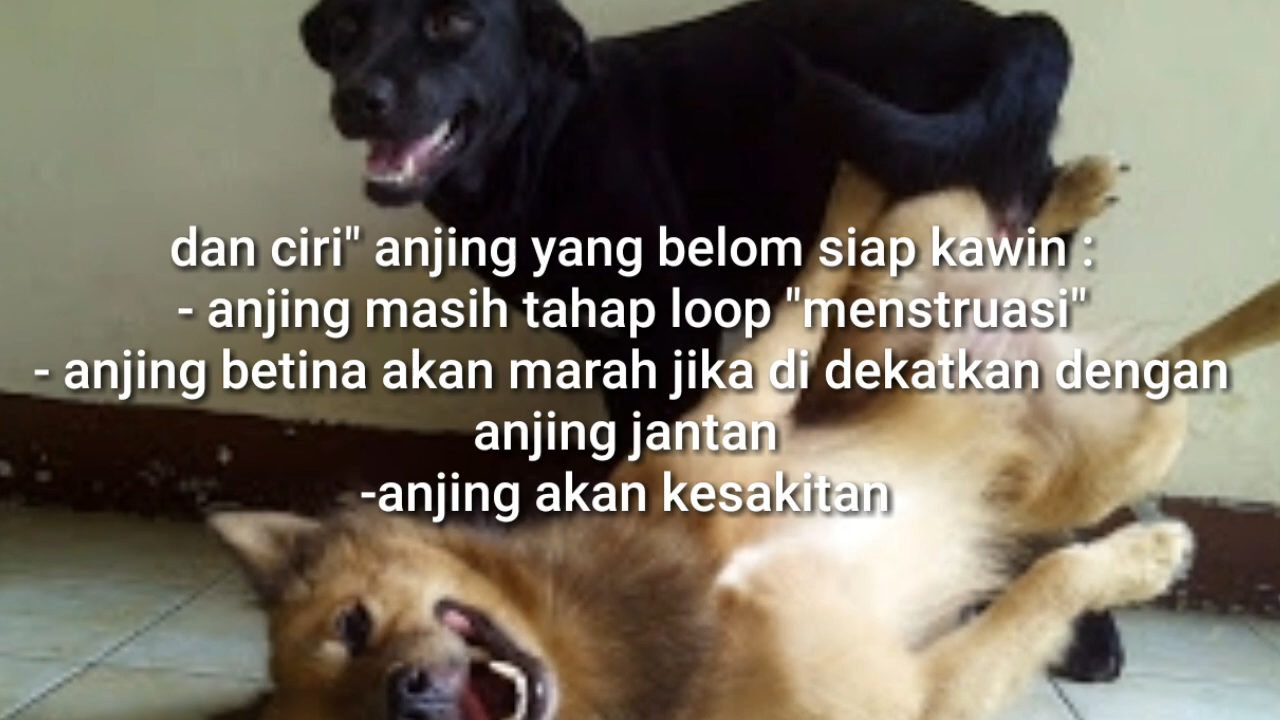 dan ciri" anjing yang belom siap kawin :
- anjing masih tahap loop "menstruasi"
- anjing betina akan marah jika di dekatkan dengan
anjing jantan
-anjing akan kesakitan